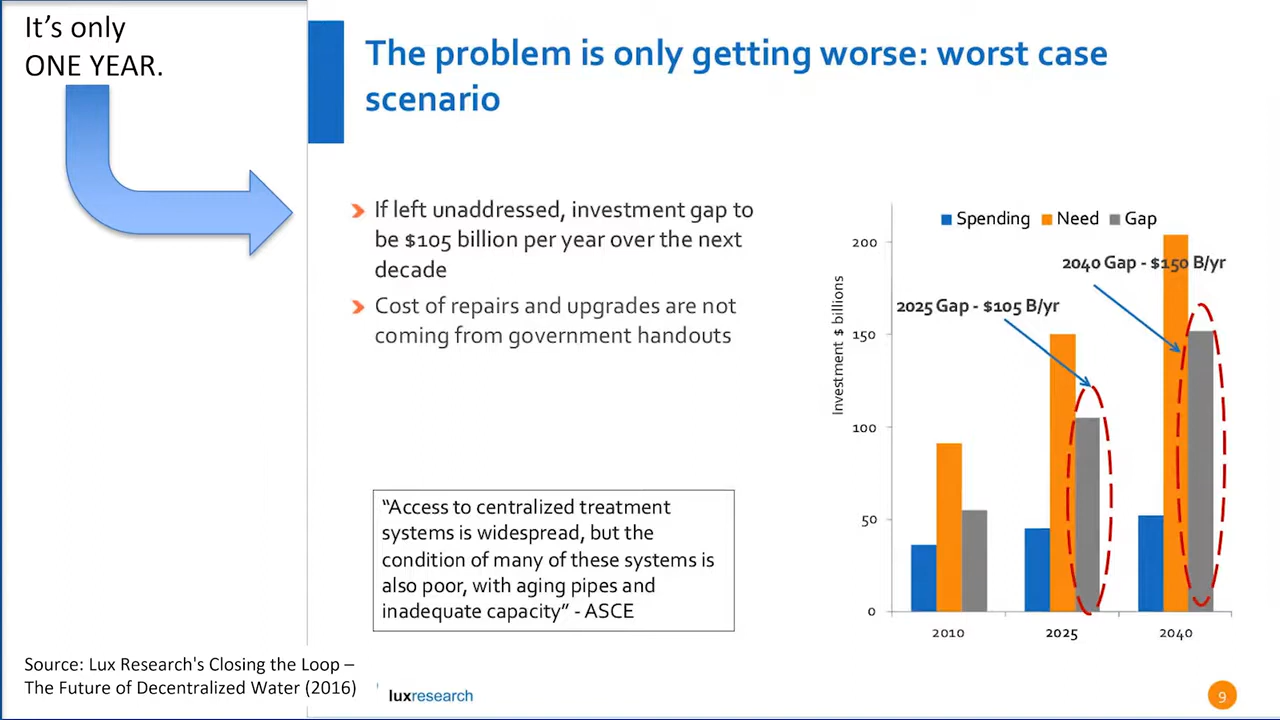 It's only
ONE YEAR.
The problem is only getting worse: worst case
scenario
If left unaddressed, investment gap to
be $105 billion per year over the next
decade
Cost of repairs and upgrades are not
coming from government handouts
“Access to centralized treatment
systems is widespread, but the
condition of many of these systems is
also poor, with aging pipes and
inadequate capacity” - ASCE
Spending Need Gap
2040 Gap - $150 B/yr
2025 Gap - $105 B/yr
Investment $ billions
200
150
100
50
0
2010 2025 2040
Source: Lux Research's Closing the Loop –
The Future of Decentralized Water (2016)
luxresearch
9